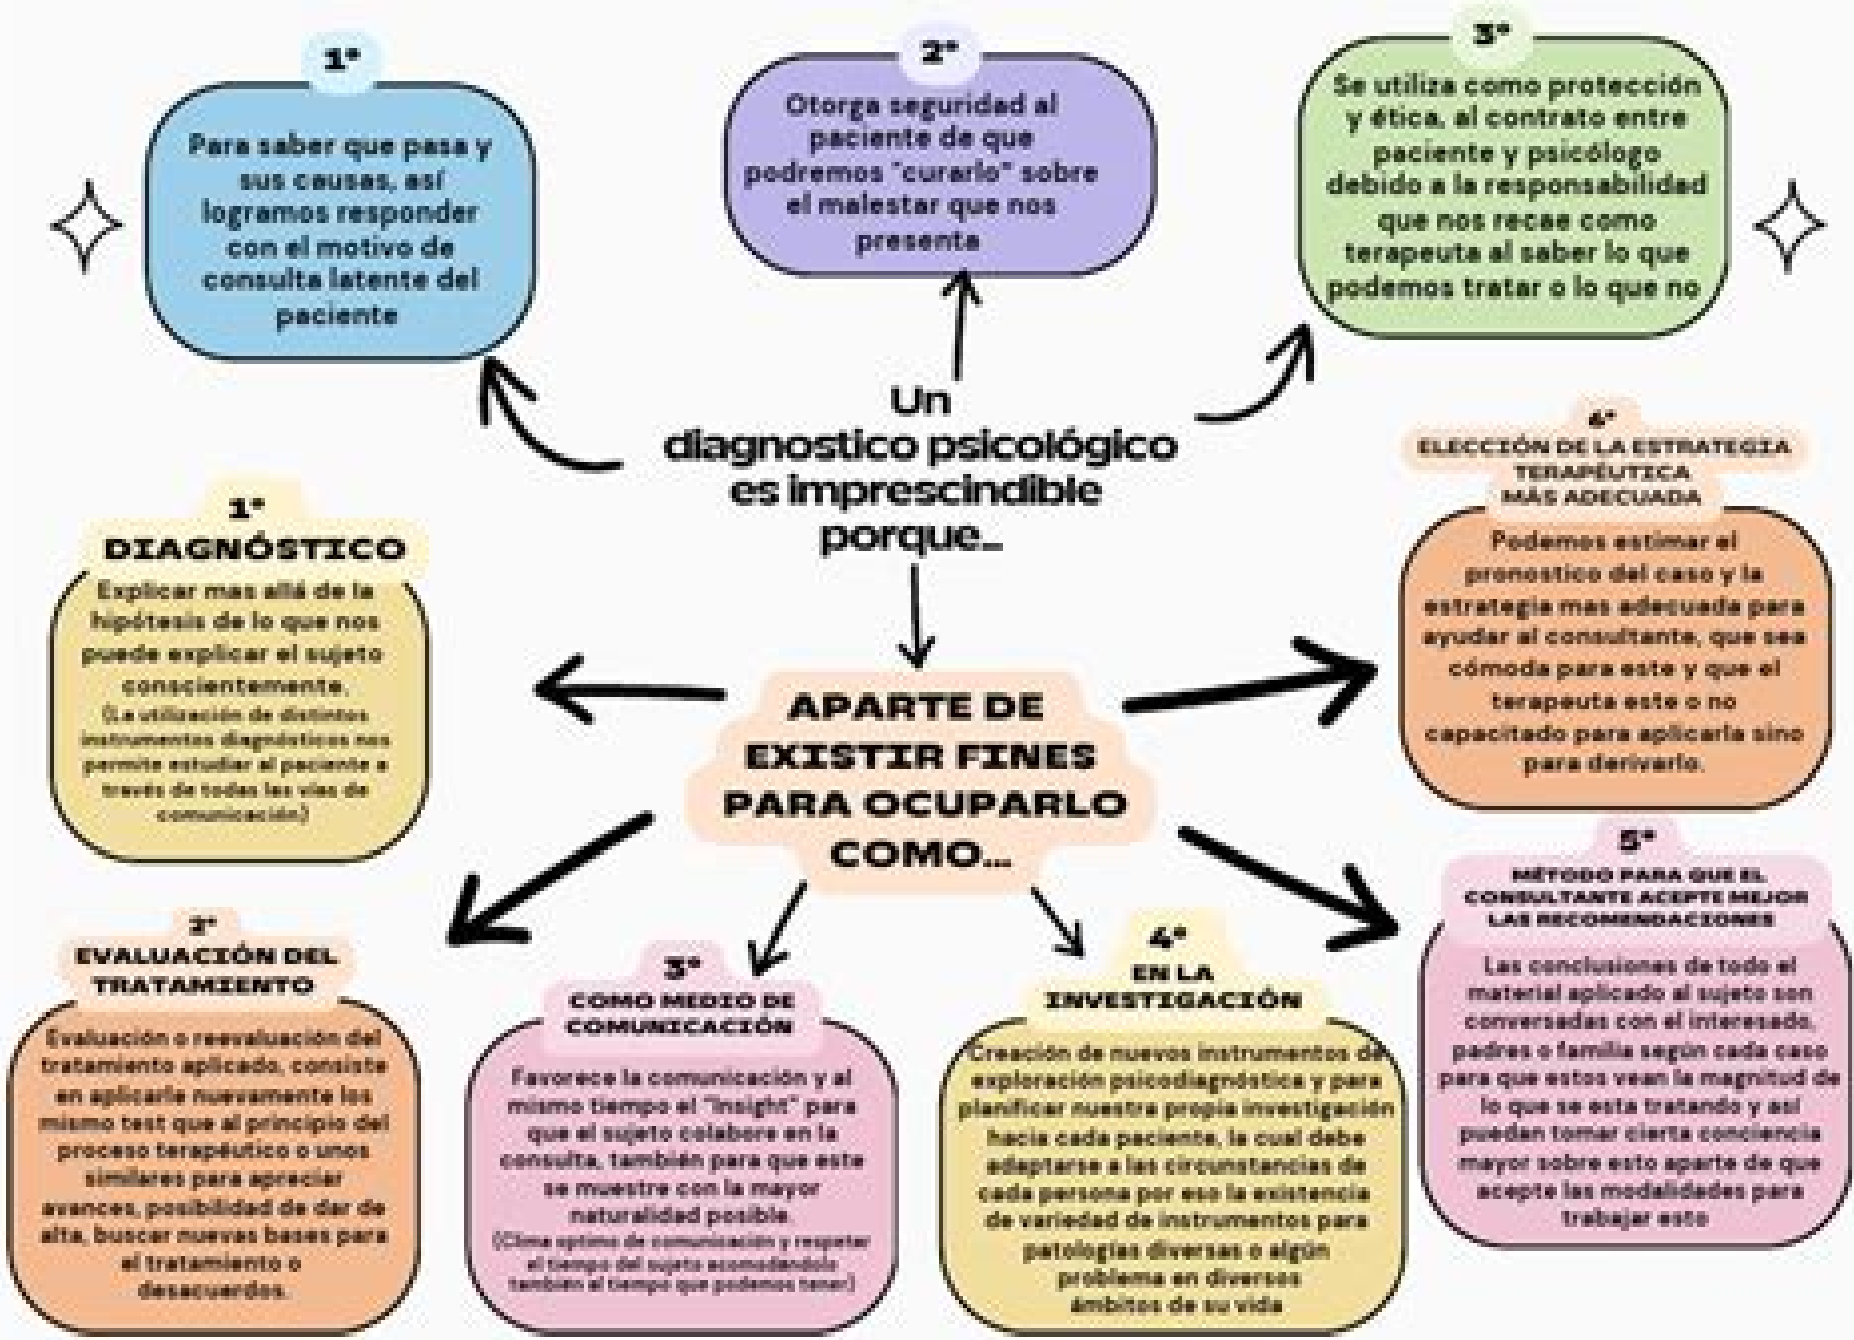 1°
Para saber que pasa y
sus causas, así
logramos responder
con el motivo de
consulta latente del
paciente
2°
Otorga seguridad al
paciente de que
podremos "curarlo" sobre
el malestar que nos
presenta
3°
Se utiliza como protección
y ética, al contrato entre
paciente y psicólogo
debido a la responsabilidad
que nos recae como
terapeuta al saber lo que
podemos tratar o lo que no
Un
diagnostico psicológico
es imprescindible
porque...
1°
DIAGNÓSTICO
Explicar mas allá de la
hipótesis de lo que nos
puede explicar el sujeto
conscientemente.
(La utilización de distintos
instrumentos diagnósticos nos
permite estudiar al paciente a
través de todas las vías de
comunicación)
APARTE DE
EXISTIR FINES
PARA OCUPARLO
COMO...
6°
ELECCIÓN DE LA ESTRATEGIA
TERAPÉUTICA
MÁS ADECUADA
Podemos estimar el
pronostico del caso y la
estrategia mas adecuada para
ayudar al consultante, que sea
cómoda para este y que el
terapeuta este o no
capacitado para aplicarla sino
para derivarlo.
2°
EVALUACIÓN DEL
TRATAMIENTO
Evaluación o reevaluación del
tratamiento aplicado, consiste
en aplicarle nuevamente los
mismo test que al principio del
proceso terapéutico o unos
similares para apreciar
avances, posibilidad de dar de
alta, buscar nuevas bases para
el tratamiento o
desacuerdos.
3°
COMO MEDIO DE
COMUNICACIÓN
Favorece la comunicación y al
mismo tiempo el "Insight" para
que el sujeto colabore en la
consulta, también para que este
se muestre con la mayor
naturalidad posible.
(Clima optimo de comunicación y respetar
el tiempo del sujeto acomodándolo
también al tiempo que podemos tener)
4°
EN LA
INVESTIGACIÓN
Creación de nuevos instrumentos de
exploración psicodiagnóstica y para
planificar nuestra propia investigación
hacia cada paciente, la cual debe
adaptarse a las circunstancias de
cada persona por eso la existencia
de variedad de instrumentos para
patologías diversas o algún
problema en diversos
ámbitos de su vida
5°
MÉTODO PARA QUE EL
CONSULTANTE ACEPTE MEJOR
LAS RECOMENDACIONES
Las conclusiones de todo el
material aplicado al sujeto son
conversadas con el interesado,
padres o familia según cada caso
para que estos vean la magnitud de
lo que se esta tratando y así
puedan tomar cierta conciencia
mayor sobre esto aparte de que
acepte las modalidades para
trabajar esto